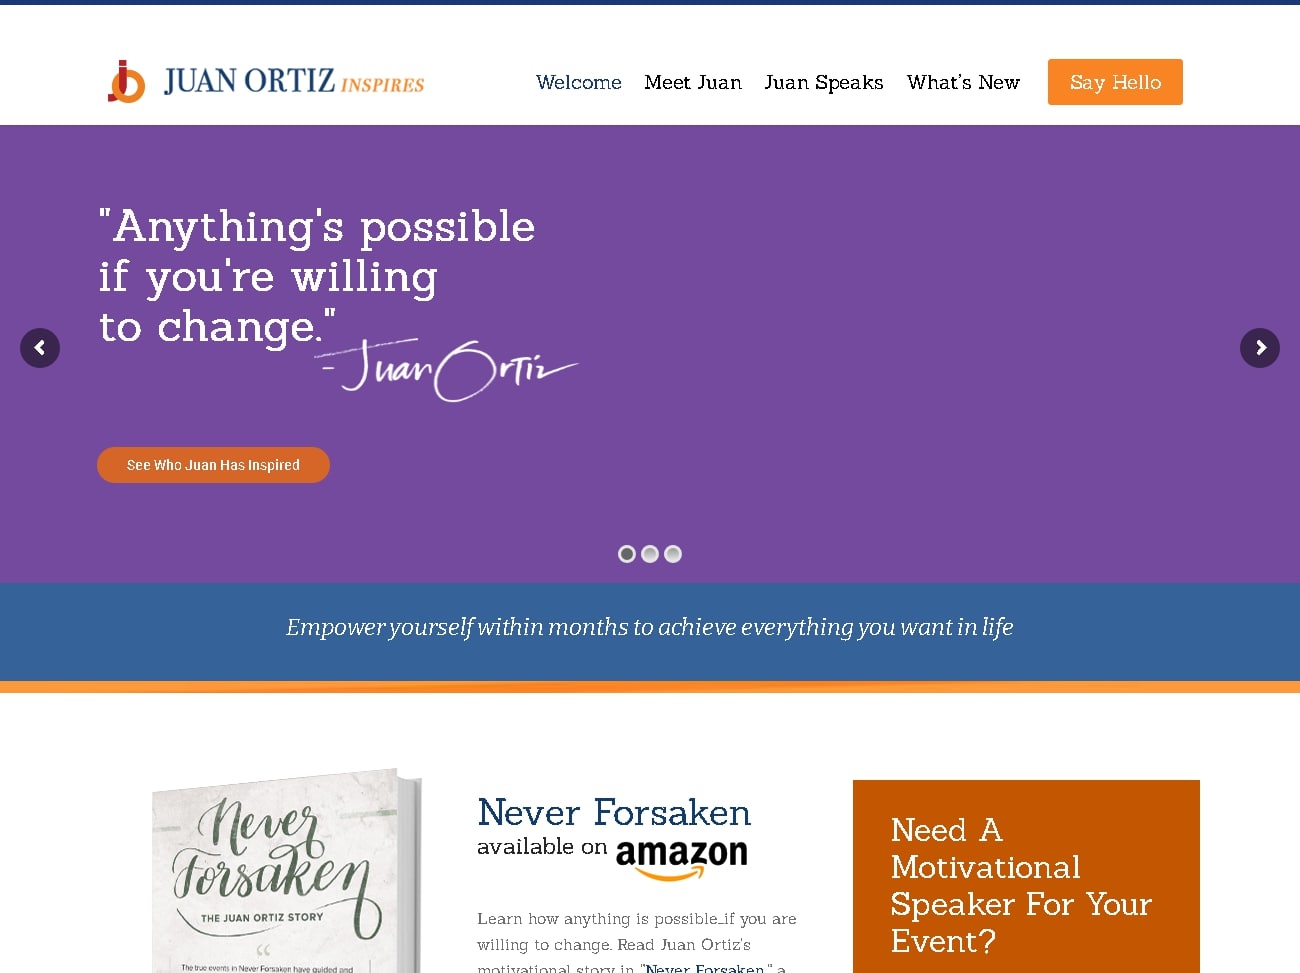 JUAN ORTIZ INSPIRES
Welcome Meet Juan Juan Speaks What's New Say Hello
"Anything's possible
if you're willing
to change."
- Juan Ortiz
See Who Juan Has Inspired
Empower yourself within months to achieve everything you want in life
Never
Forsaken
THE JUAN ORTIZ STORY
The true events in Never Forsaken have guided and
Never Forsaken
available on amazon
Learn how anything is possible...if you are
willing to change. Read Juan Ortiz's
motivational story in "Never Forsaken," a
Need A
Motivational
Speaker For Your
Event?